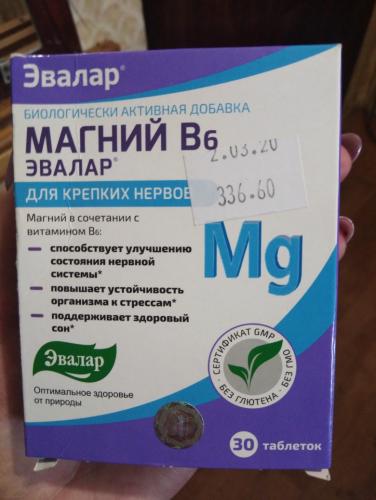 Эвалар®
БИОЛОГИЧЕСКИ АКТИВНАЯ ДОБАВКА
МАГНИЙ В6
ЭВАЛАР®
2.03.20
336.60
ДЛЯ КРЕПКИХ НЕРВОВ
Магний в сочетании с
витамином В6:
способствует улучшению
состояния нервной
системы*
повышает устойчивость
организма к стрессам*
поддерживает здоровый
сон*
Mg
Эвалар
Оптимальное здоровье
от природы
СЕРТИФИКАТ GMP
БЕЗ ГЛЮТЕНА • БЕЗ ГМО
30 таблеток